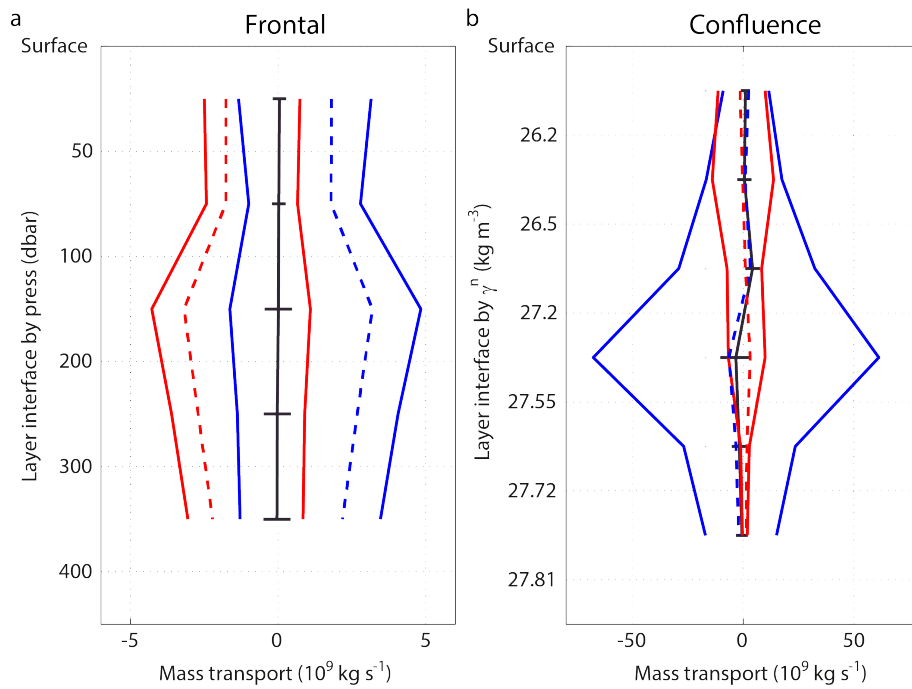 a
Frontal
Surface
50
100
200
300
400
Layer interface by press (dbar)
-5
0
5
Mass transport (10⁹ kg s⁻¹)
b
Confluence
Surface
26.2
26.5
27.2
27.55
27.72
27.81
Layer interface by γⁿ (kg m⁻³)
-50
0
50
Mass transport (10⁹ kg s⁻¹)